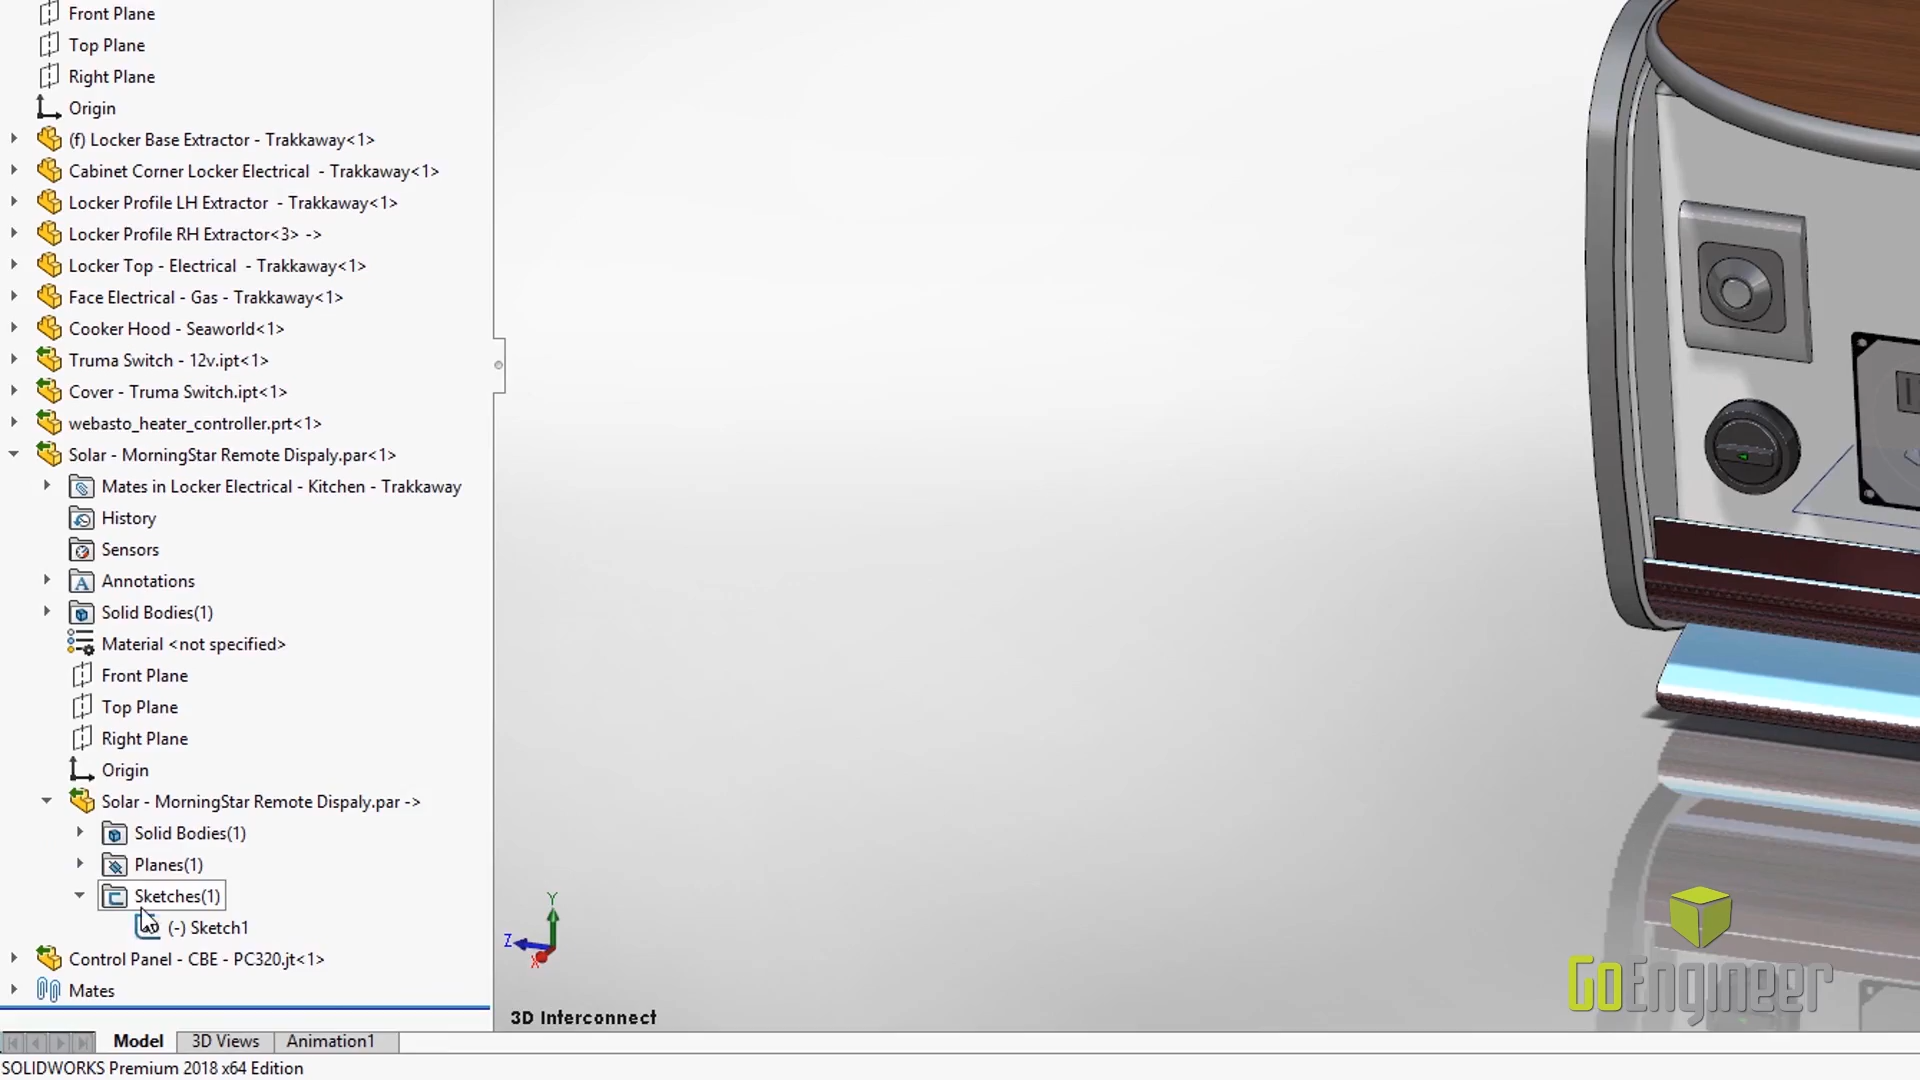 Front Plane
Top Plane
Right Plane
Origin
(f) Locker Base Extractor - Trakkaway<1>
Cabinet Corner Locker Electrical  - Trakkaway<1>
Locker Profile LH Extractor  - Trakkaway<1>
Locker Profile RH Extractor<3> ->
Locker Top - Electrical  - Trakkaway<1>
Face Electrical - Gas - Trakkaway<1>
Cooker Hood - Seaworld<1>
Truma Switch - 12v.ipt<1>
Cover - Truma Switch.ipt<1>
webasto_heater_controller.prt<1>
Solar - MorningStar Remote Dispaly.par<1>
Mates in Locker Electrical - Kitchen - Trakkaway
History
Sensors
Annotations
Solid Bodies(1)
Material <not specified>
Front Plane
Top Plane
Right Plane
Origin
Solar - MorningStar Remote Dispaly.par ->
Solid Bodies(1)
Planes(1)
Sketches(1)
(-) Sketch1
Control Panel - CBE - PC320.jt<1>
Mates
Y
Z
X
3D Interconnect
GoEngineer
Model
3D Views
Animation1
SOLIDWORKS Premium 2018 x64 Edition